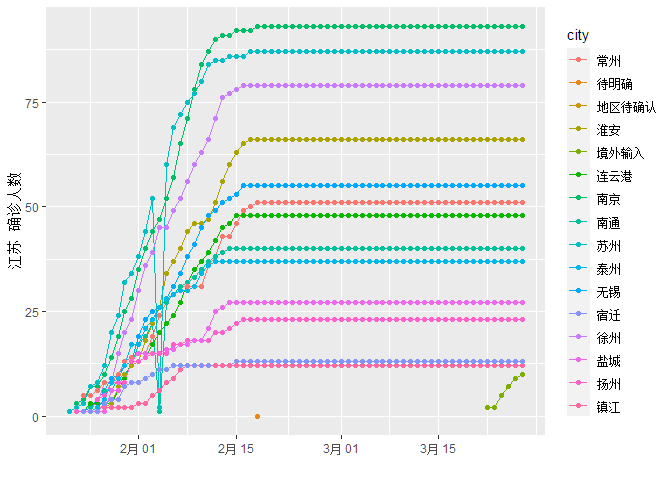 江苏 确诊人数
75
50
25
0
2月 01
2月 15
3月 01
3月 15
city
常州
待明确
地区待确认
淮安
境外输入
连云港
南京
南通
苏州
泰州
无锡
宿迁
徐州
盐城
扬州
镇江